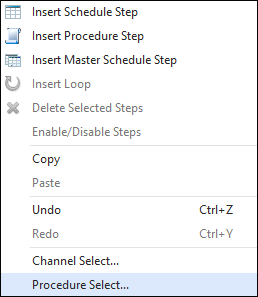 Insert Schedule Step
Insert Procedure Step
Insert Master Schedule Step
Insert Loop
Delete Selected Steps
Enable/Disable Steps
Copy
Paste
Undo Ctrl+Z
Redo Ctrl+Y
Channel Select...
Procedure Select...